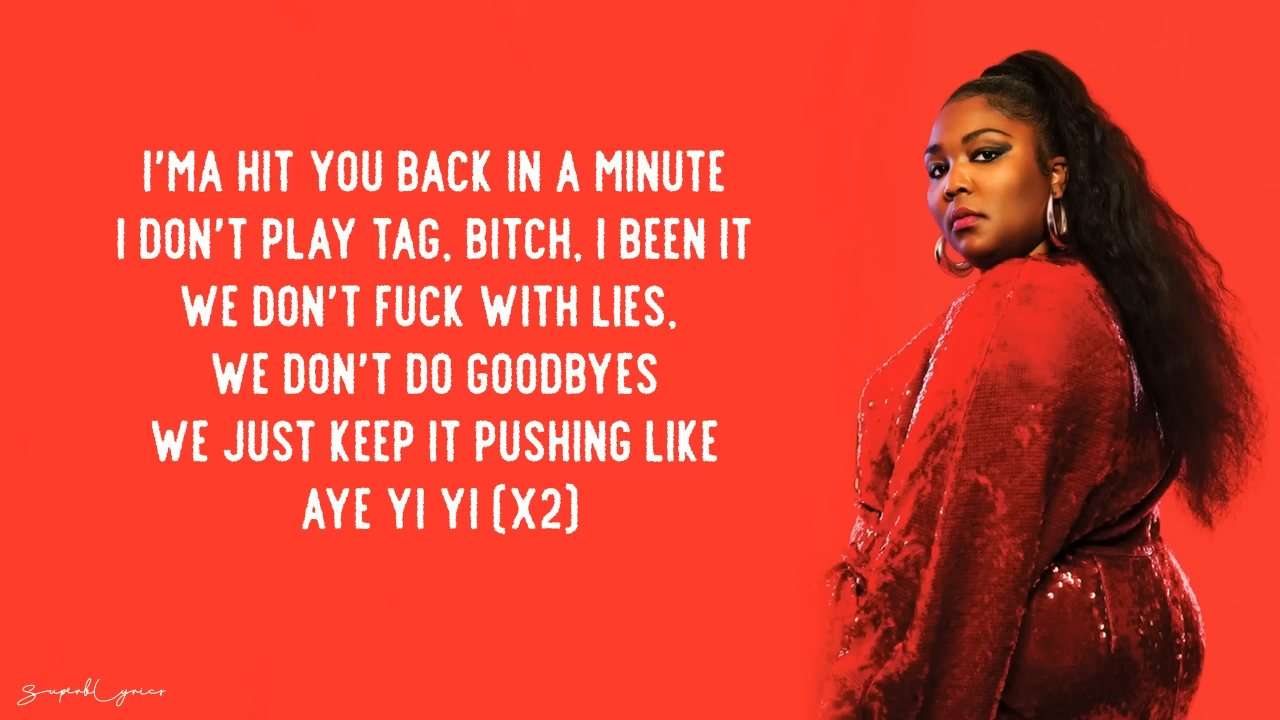 I'MA HIT YOU BACK IN A MINUTE
I DON'T PLAY TAG, BITCH, I BEEN IT
WE DON'T FUCK WITH LIES,
WE DON'T DO GOODBYES
WE JUST KEEP IT PUSHING LIKE
AYE YI YI (X2)
SuperbLyrics